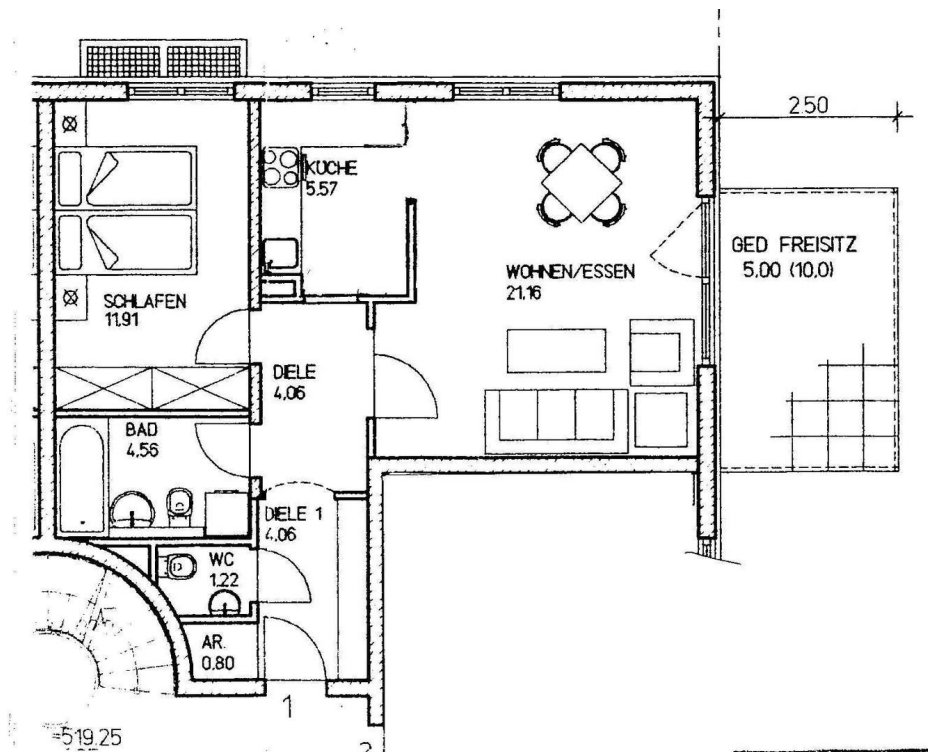 2.50
KÜCHE
5.57
GED FREISITZ
5.00 (10.0)
WOHNEN/ESSEN
21.16
SCHLAFEN
11.91
DIELE
4,06
BAD
4.56
DIELE 1
4,06
WC
1.22
AR.
0.80
1
=519.25